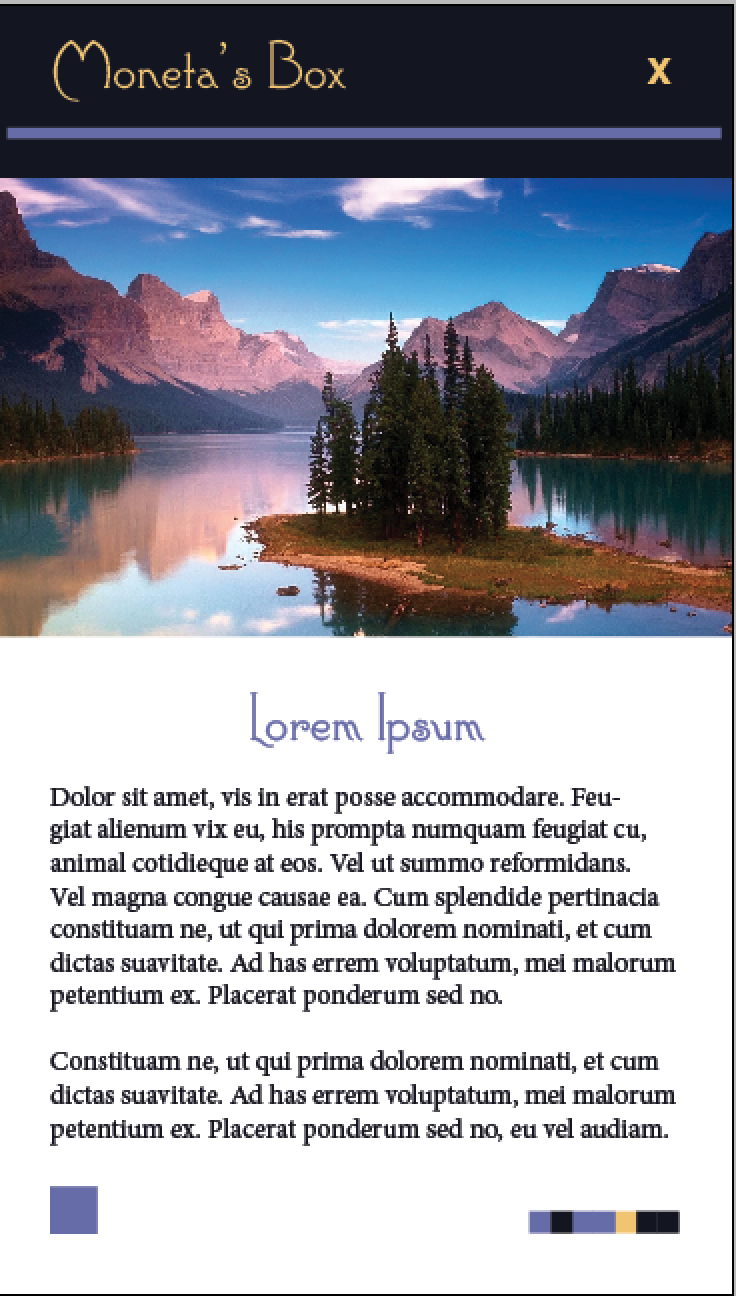 Moneta's Box
x
Lorem Ipsum
Dolor sit amet, vis in erat posse accommodare. Feu-
giat alienum vix eu, his prompta numquam feugiat cu,
animal cotidieque at eos. Vel ut summo reformidans.
Vel magna congue causae ea. Cum splendide pertinacia
constituam ne, ut qui prima dolorem nominati, et cum
dictas suavitate. Ad has errem voluptatum, mei malorum
petentium ex. Placerat ponderum sed no.
Constituam ne, ut qui prima dolorem nominati, et cum
dictas suavitate. Ad has errem voluptatum, mei malorum
petentium ex. Placerat ponderum sed no, eu vel audiam.